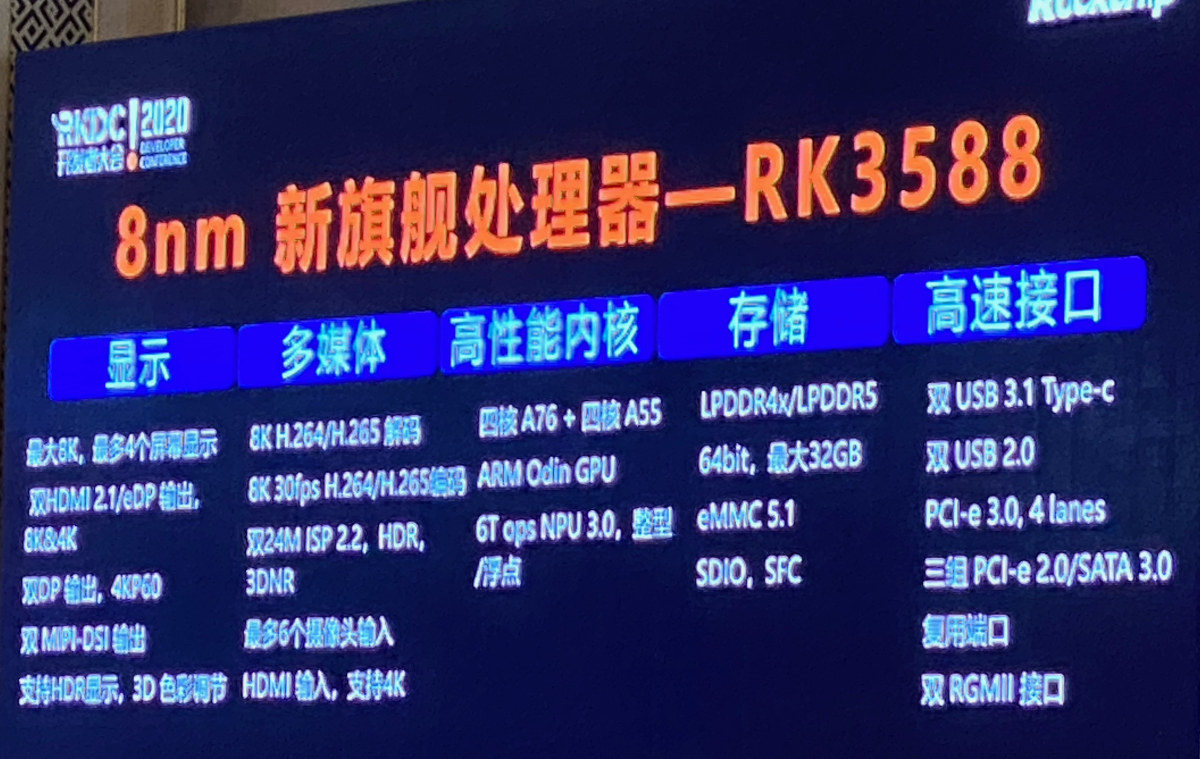 RKDC!2020
开发者大会
DEVELOPER
CONFERENCE
8nm 新旗舰处理器—RK3588
显示
最大8K，最多4个屏幕显示
双HDMI 2.1/eDP 输出，
8K&4K
双DP 输出，4KP60
双 MIPI-DSI 输出
支持HDR显示，3D 色彩调节
多媒体
8K H.264/H.265 解码
8K 30fps H.264/H.265编码
双24M ISP 2.2，HDR，
3DNR
最多6个摄像头输入
HDMI 输入，支持4K
高性能内核
四核 A76 + 四核 A55
ARM Odin GPU
6T ops NPU 3.0，整型
/浮点
存储
LPDDR4x/LPDDR5
64bit，最大32GB
eMMC 5.1
SDIO，SFC
高速接口
双 USB 3.1 Type-c
双 USB 2.0
PCI-e 3.0, 4 lanes
三组 PCI-e 2.0/SATA 3.0
复用端口
双 RGMII 接口